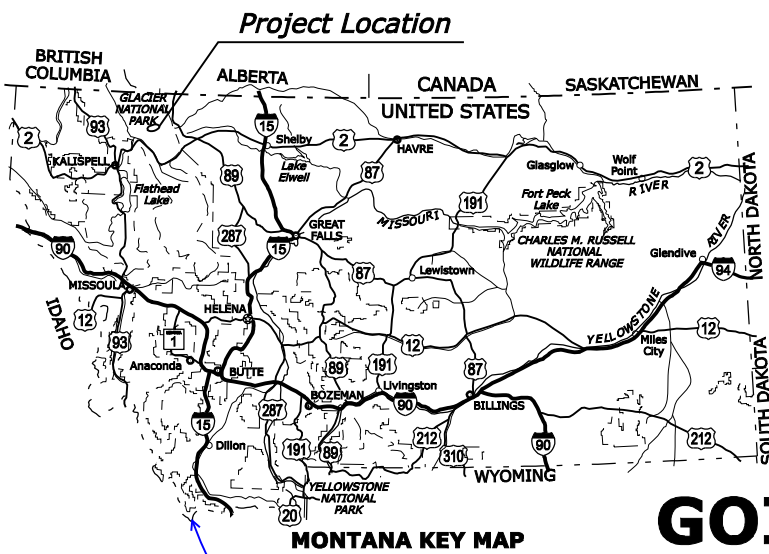 Project Location
BRITISH
COLUMBIA
ALBERTA
CANADA
SASKATCHEWAN
UNITED STATES
GLACIER
NATIONAL
PARK
2
93
15
Shelby
2
HAVRE
KALISPELL
Lake
Elwell
87
89
Glasgow
Wolf
Point
2
Flathead
Lake
Fort Peck
Lake
RIVER
191
MISSOURI
NORTH DAKOTA
90
287
15
GREAT
FALLS
CHARLES M. RUSSELL
NATIONAL
WILDLIFE RANGE
RIVER
Glendive
94
87
Lewistown
MISSOULA
IDAHO
12
HELENA
YELLOWSTONE
93
1
12
Miles
City
12
Anaconda
BUTTE
89
191
87
SOUTH DAKOTA
Livingston
BOZEMAN
90
BILLINGS
287
15
Dillon
191
89
212
310
90
212
WYOMING
YELLOWSTONE
NATIONAL
PARK
20
MONTANA KEY MAP